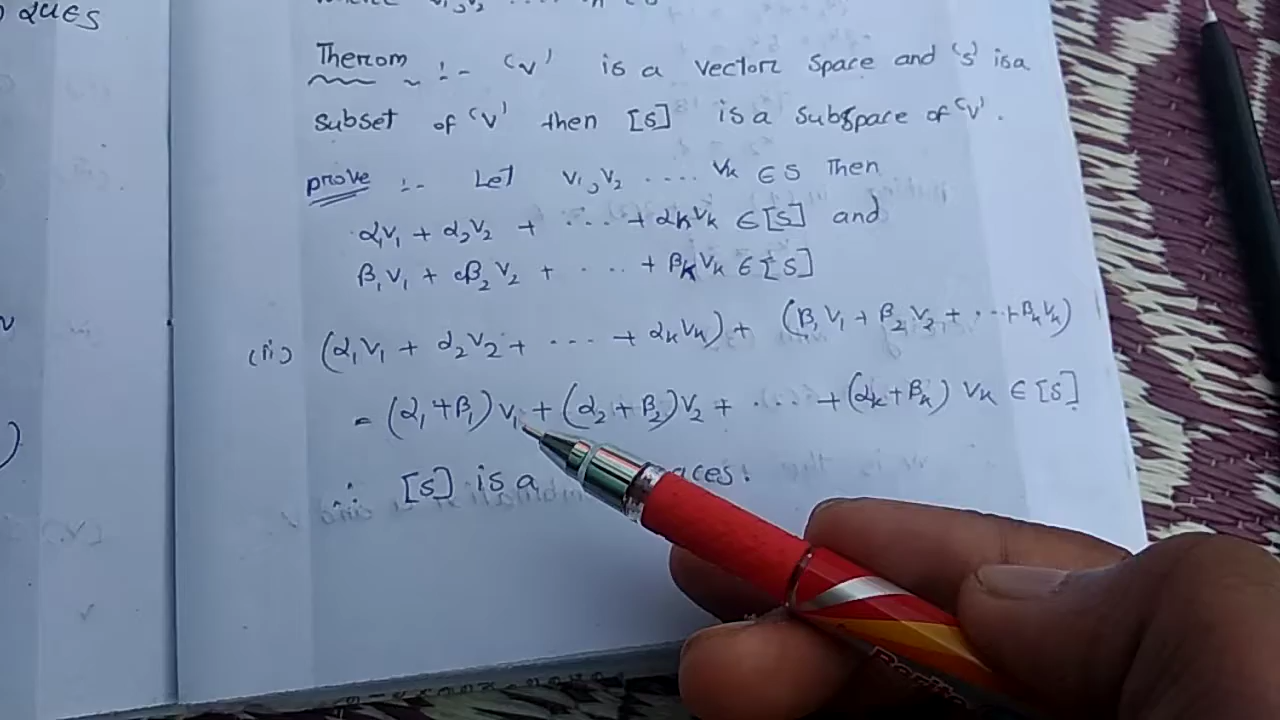 QUES
Therom :- 'V' is a vector space and 's' is a
subset of 'V' then [S] is a subspace of 'V'.
prove :- Let v₁,v₂ .... vₖ ∈ S Then
α₁v₁ + α₂v₂ + ..... + αₖvₖ ∈ [S] and
β₁v₁ + β₂v₂ + .... + βₖvₖ ∈ [S]
(ii) (α₁v₁ + α₂v₂ + ... + αₖvₖ) + (β₁v₁ + β₂v₂ + ...+βₖvₖ)
= (α₁+β₁)v₁ + (α₂+β₂)v₂ + ..... + (αₖ+βₖ) vₖ ∈ [S]
∴ [S] is a